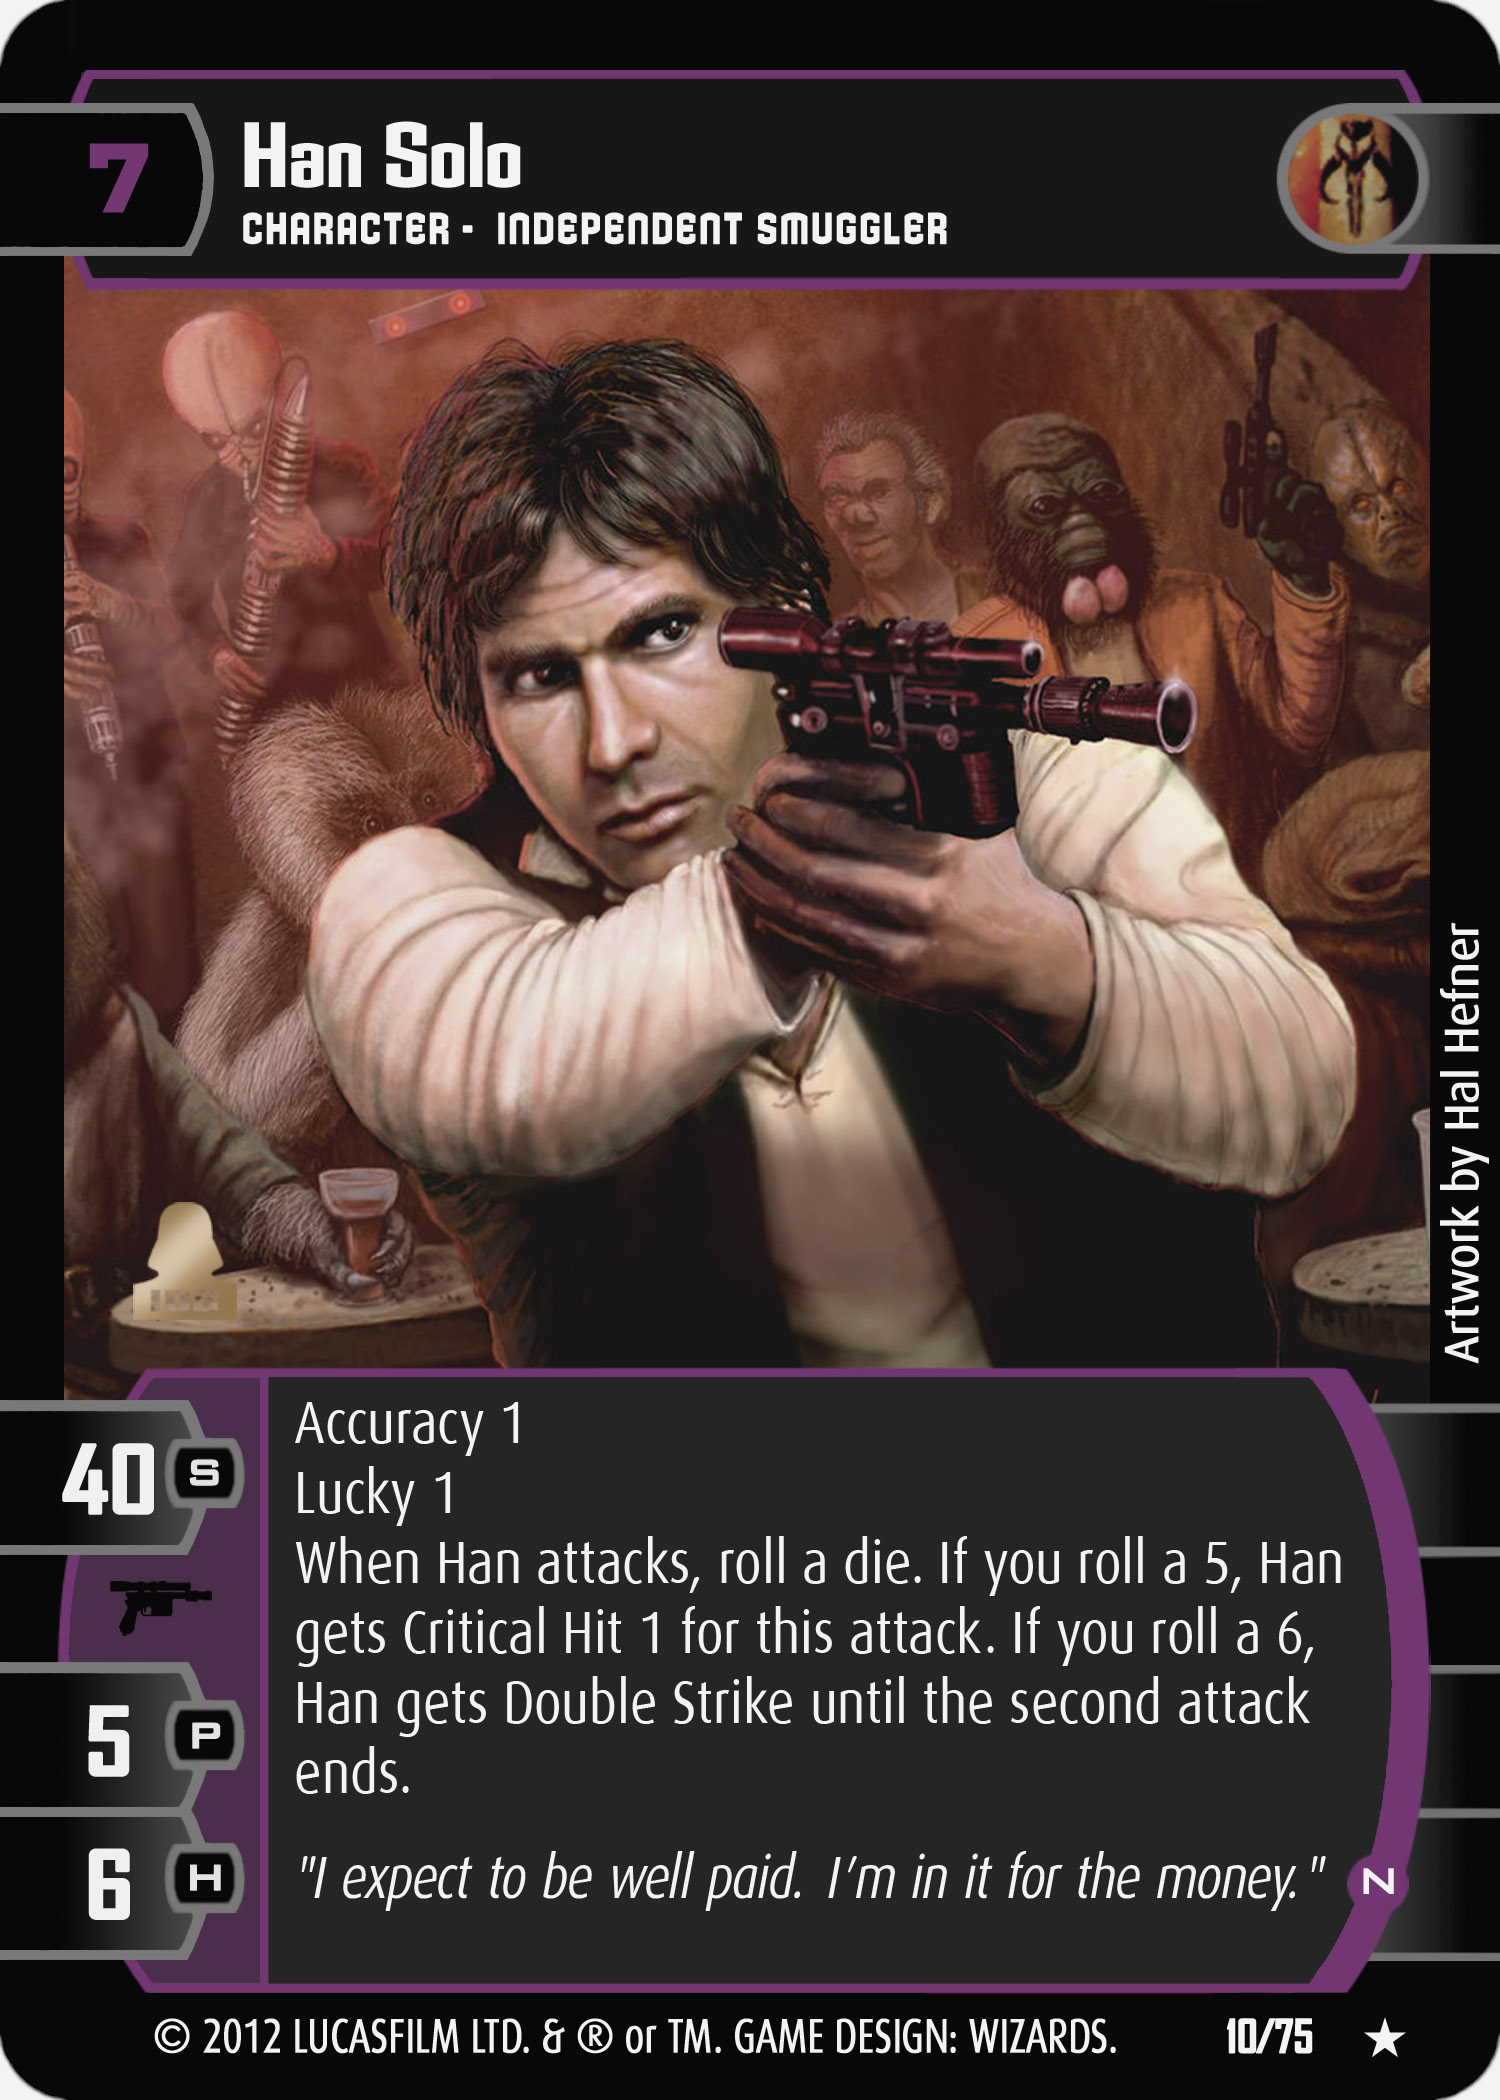 7
Han Solo
CHARACTER - INDEPENDENT SMUGGLER
Artwork by Hal Hefner
40 S
Accuracy 1
Lucky 1
When Han attacks, roll a die. If you roll a 5, Han
gets Critical Hit 1 for this attack. If you roll a 6,
Han gets Double Strike until the second attack
ends.
5 P
6 H
"I expect to be well paid. I'm in it for the money."
N
© 2012 LUCASFILM LTD. & ® or TM. GAME DESIGN: WIZARDS.
10/75